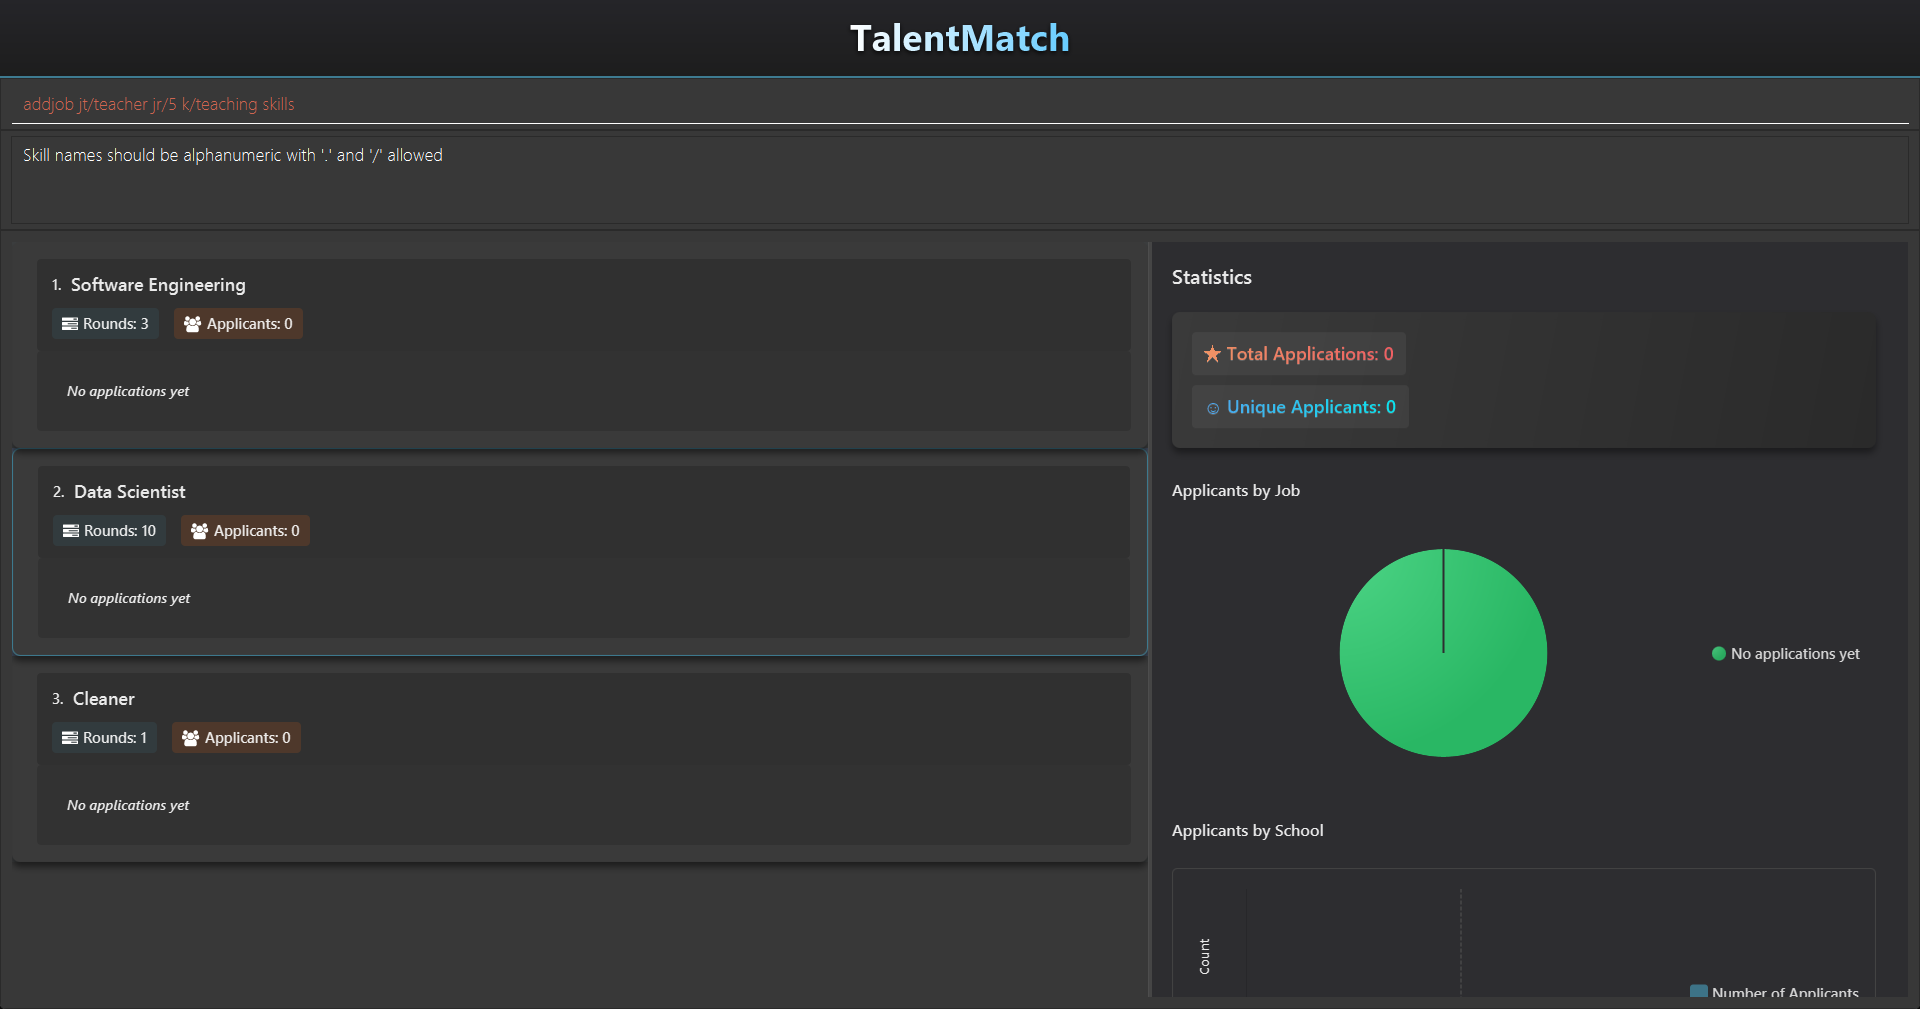 TalentMatch
addjob jt/teacher jr/5 k/teaching skills
Skill names should be alphanumeric with '.' and '/' allowed
1. Software Engineering
Rounds: 3 Applicants: 0
No applications yet
2. Data Scientist
Rounds: 10 Applicants: 0
No applications yet
3. Cleaner
Rounds: 1 Applicants: 0
No applications yet
Statistics
Total Applications: 0
Unique Applicants: 0
Applicants by Job
No applications yet
Applicants by School
Count
Number of Applicants